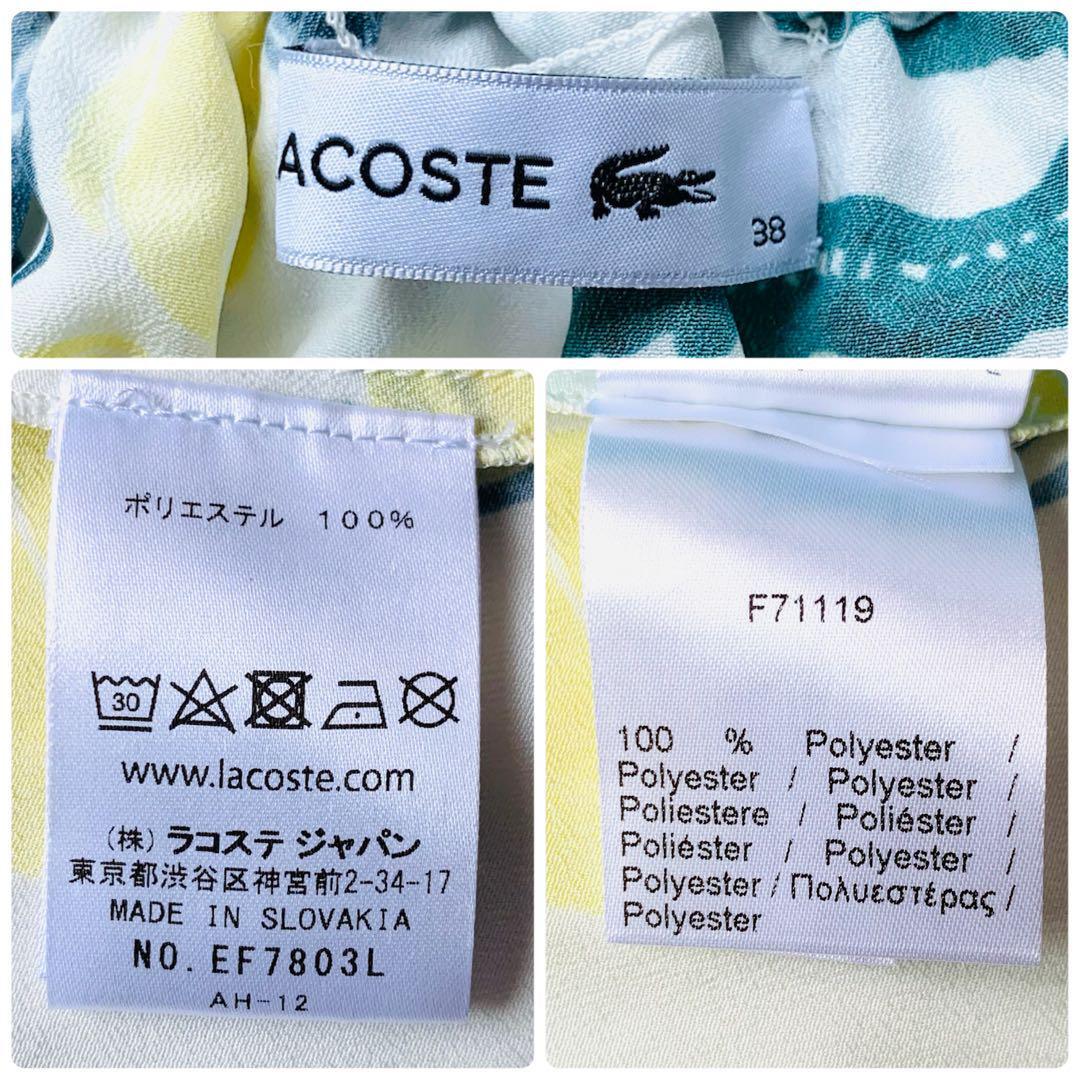 ACOSTE
38
ポリエステル 100%
30
www.lacoste.com
(株) ラコステ ジャパン
東京都渋谷区神宮前2-34-17
MADE IN SLOVAKIA
NO. EF7803L
AH-12
F71119
100 % Polyester /
Polyester / Polyester /
Poliestere / Poliéster /
Poliéster / Polyester /
Polyester / Πολυεστέρας /
Polyester